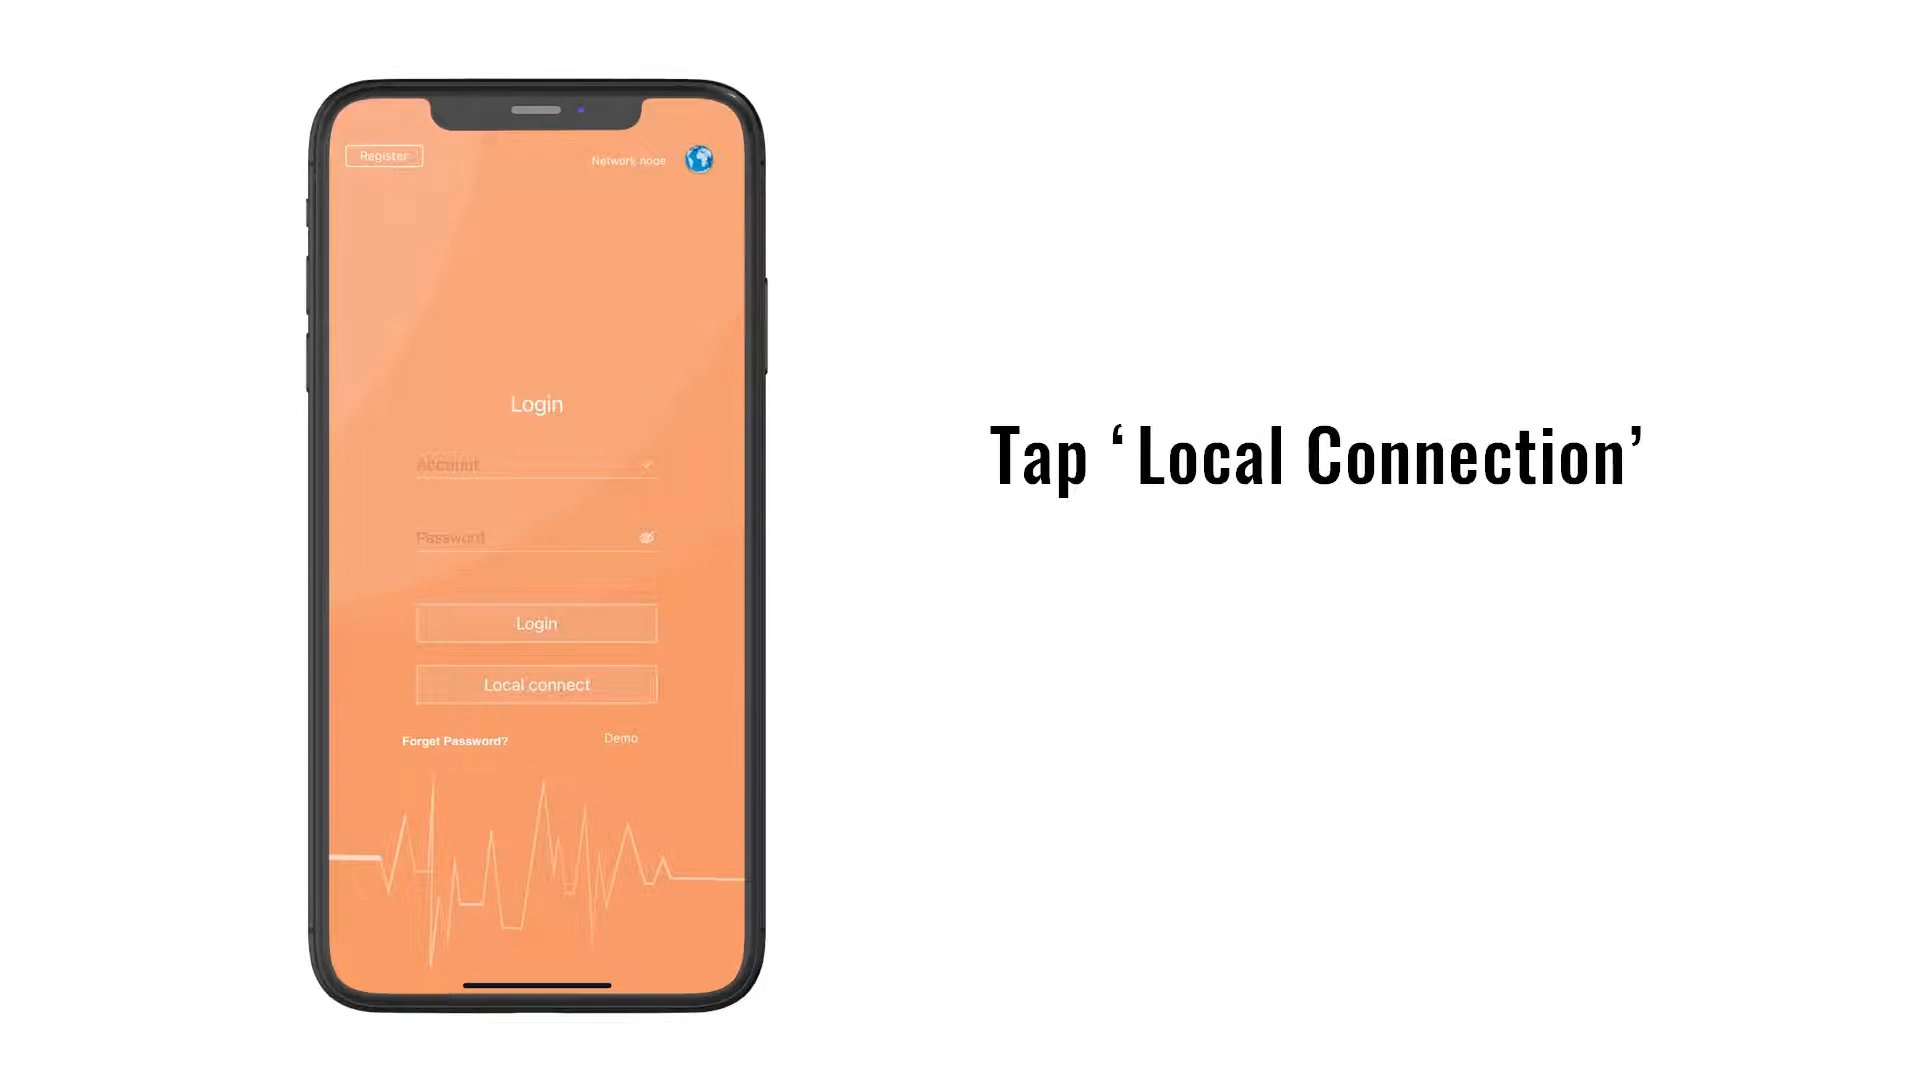 Register
Network node
Login
Account
Password
Login
Local connect
Forget Password?
Demo
Tap ‘Local Connection’